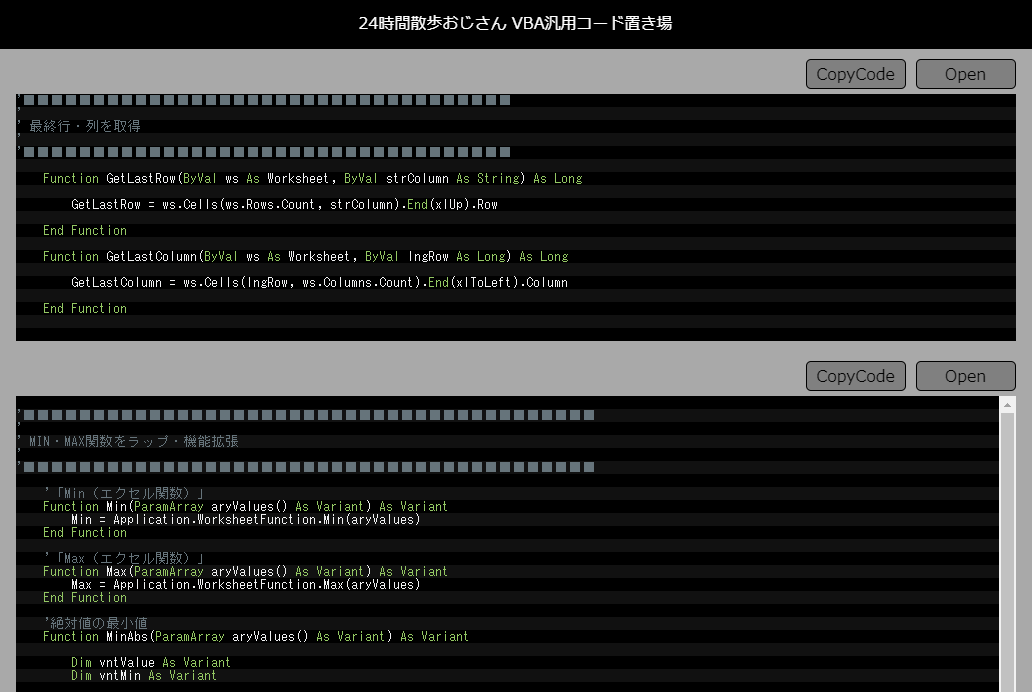 24時間散歩おじさん VBA汎用コード置き場
CopyCode Open
'■■■■■■■■■■■■■■■■■■■■■■■■■■■■■■■■■■■
'
' 最終行・列を取得
'
'■■■■■■■■■■■■■■■■■■■■■■■■■■■■■■■■■■■
Function GetLastRow(ByVal ws As Worksheet, ByVal strColumn As String) As Long
GetLastRow = ws.Cells(ws.Rows.Count, strColumn).End(xlUp).Row
End Function
Function GetLastColumn(ByVal ws As Worksheet, ByVal lngRow As Long) As Long
GetLastColumn = ws.Cells(lngRow, ws.Columns.Count).End(xlToLeft).Column
End Function
CopyCode Open
'■■■■■■■■■■■■■■■■■■■■■■■■■■■■■■■■■■■■■■■■■
'
' MIN・MAX関数をラップ・機能拡張
'
'■■■■■■■■■■■■■■■■■■■■■■■■■■■■■■■■■■■■■■■■■
'「Min（エクセル関数）」
Function Min(ParamArray aryValues() As Variant) As Variant
Min = Application.WorksheetFunction.Min(aryValues)
End Function
'「Max（エクセル関数）」
Function Max(ParamArray aryValues() As Variant) As Variant
Max = Application.WorksheetFunction.Max(aryValues)
End Function
'絶対値の最小値
Function MinAbs(ParamArray aryValues() As Variant) As Variant
Dim vntValue As Variant
Dim vntMin As Variant